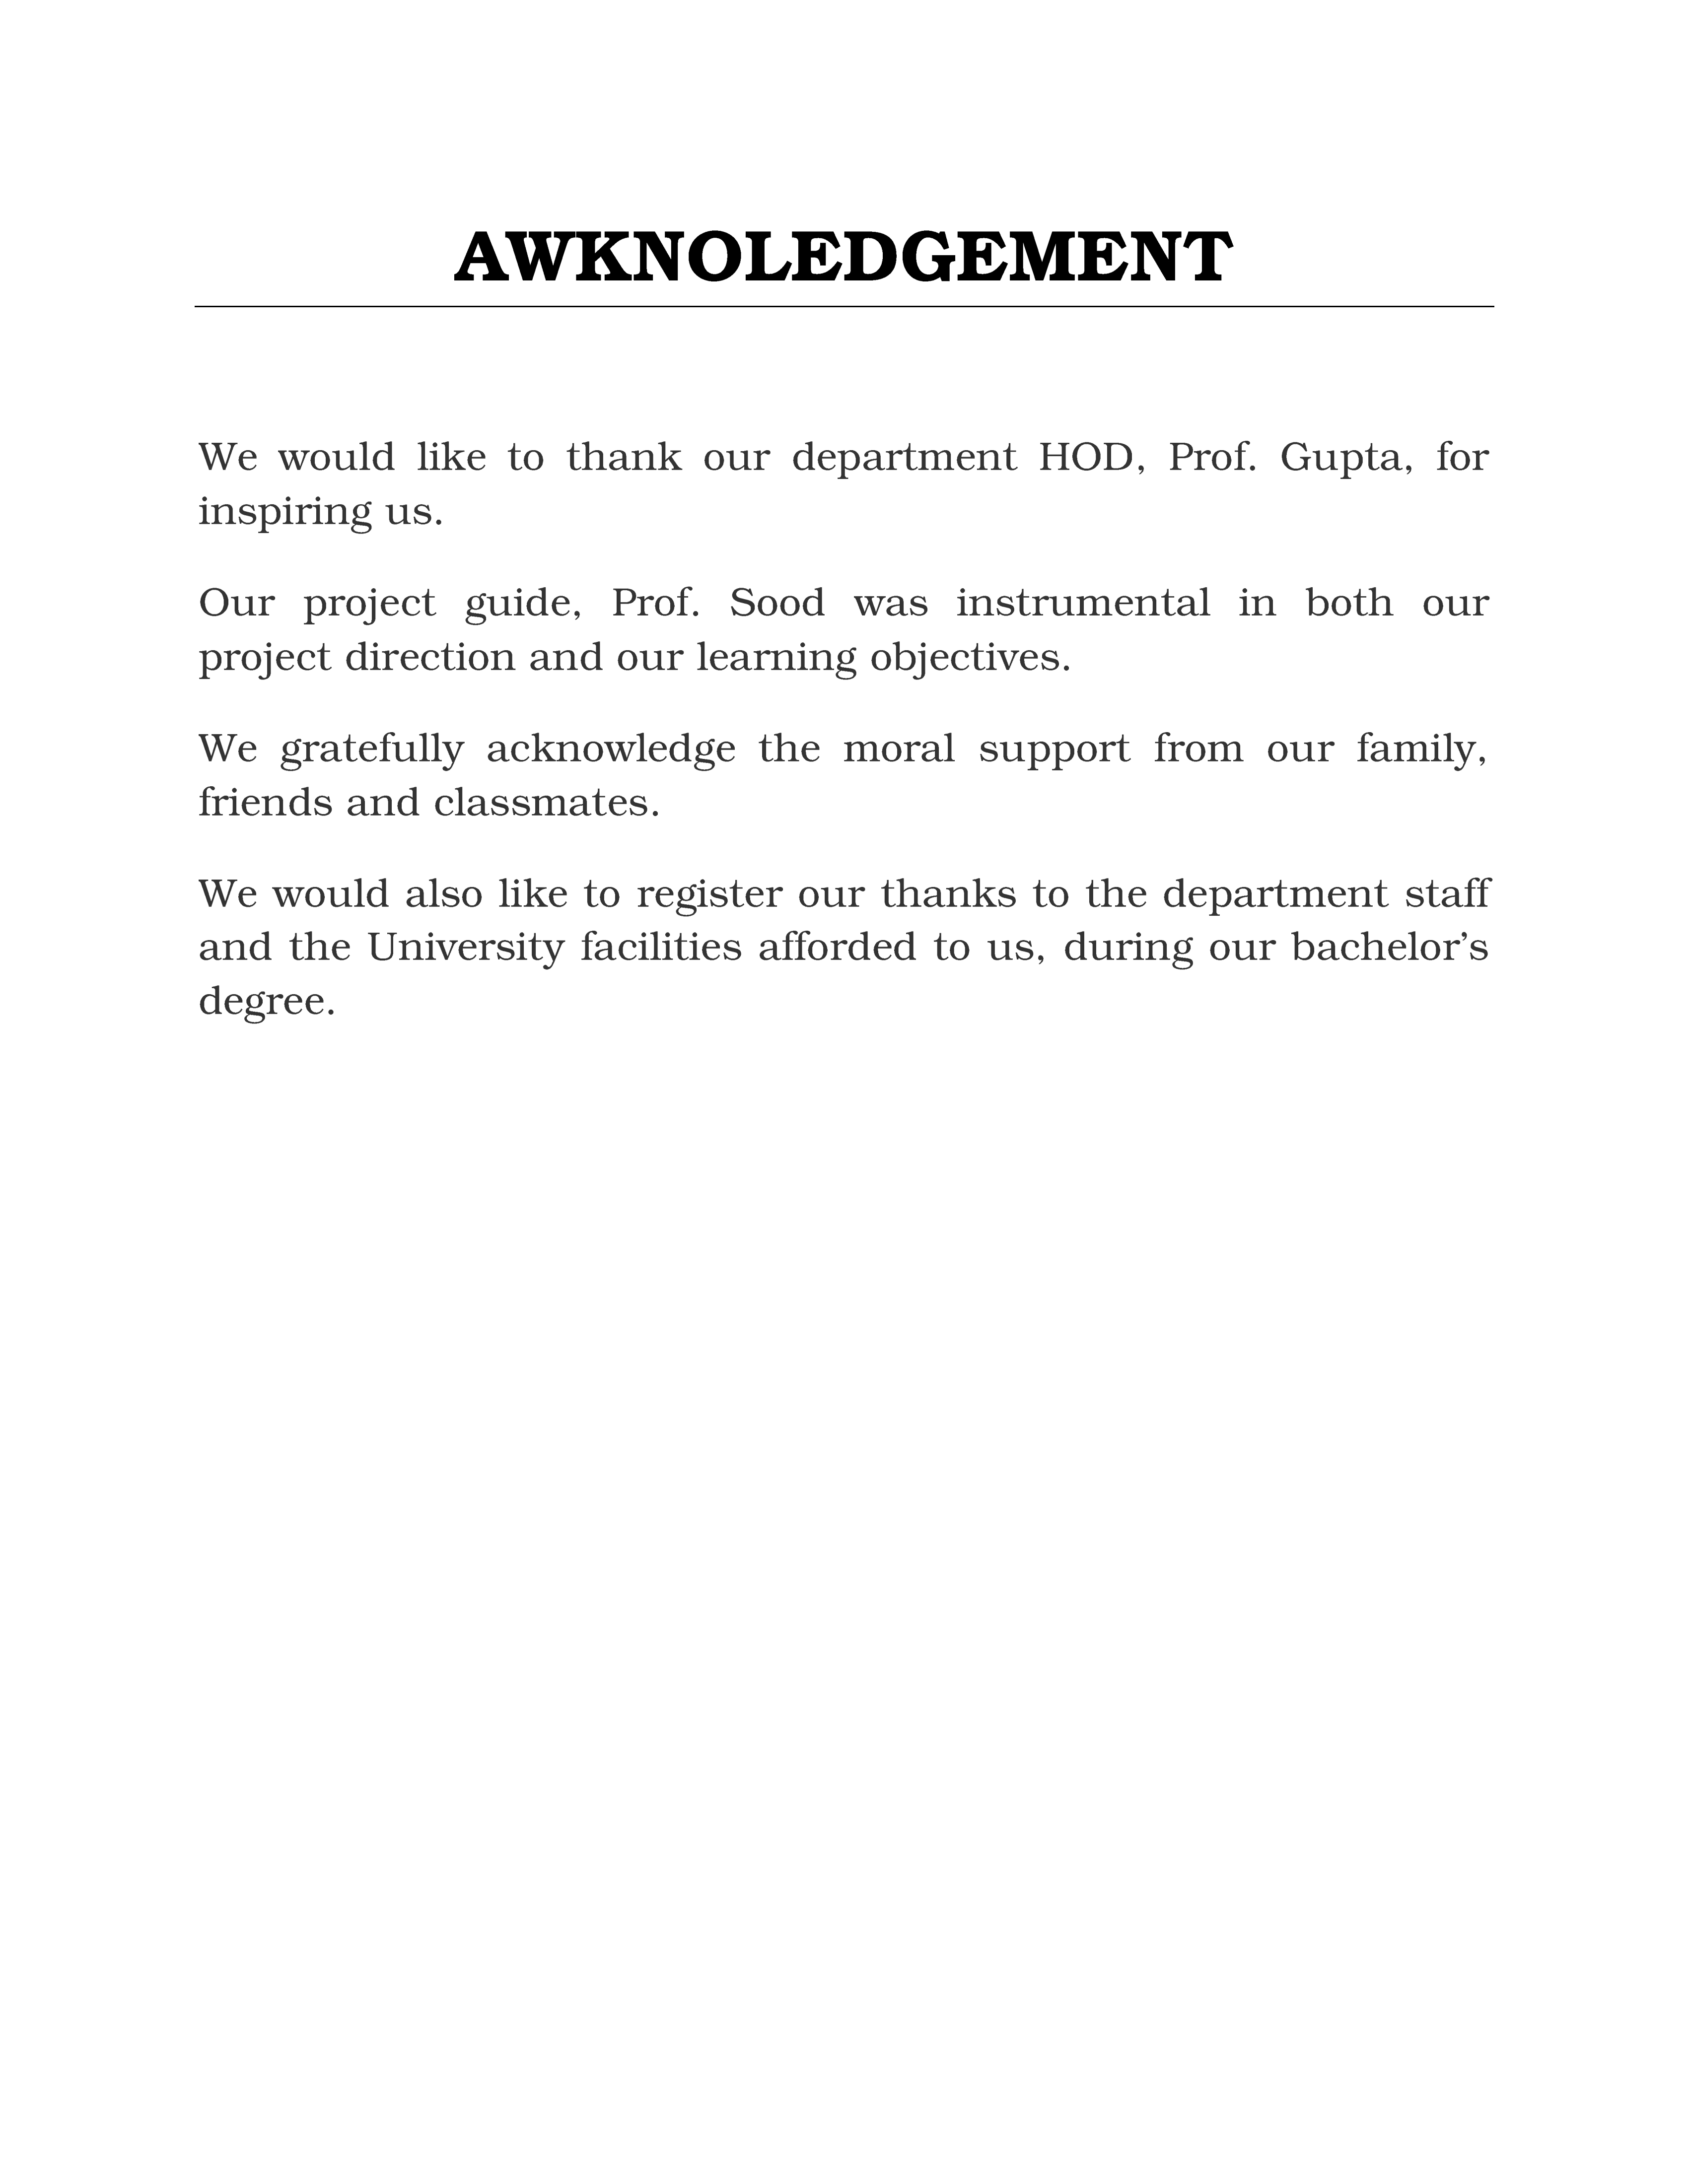 AWKNOLEDGEMENT
We would like to thank our department HOD, Prof. Gupta, for
inspiring us.
Our project guide, Prof. Sood was instrumental in both our
project direction and our learning objectives.
We gratefully acknowledge the moral support from our family,
friends and classmates.
We would also like to register our thanks to the department staff
and the University facilities afforded to us, during our bachelor’s
degree.